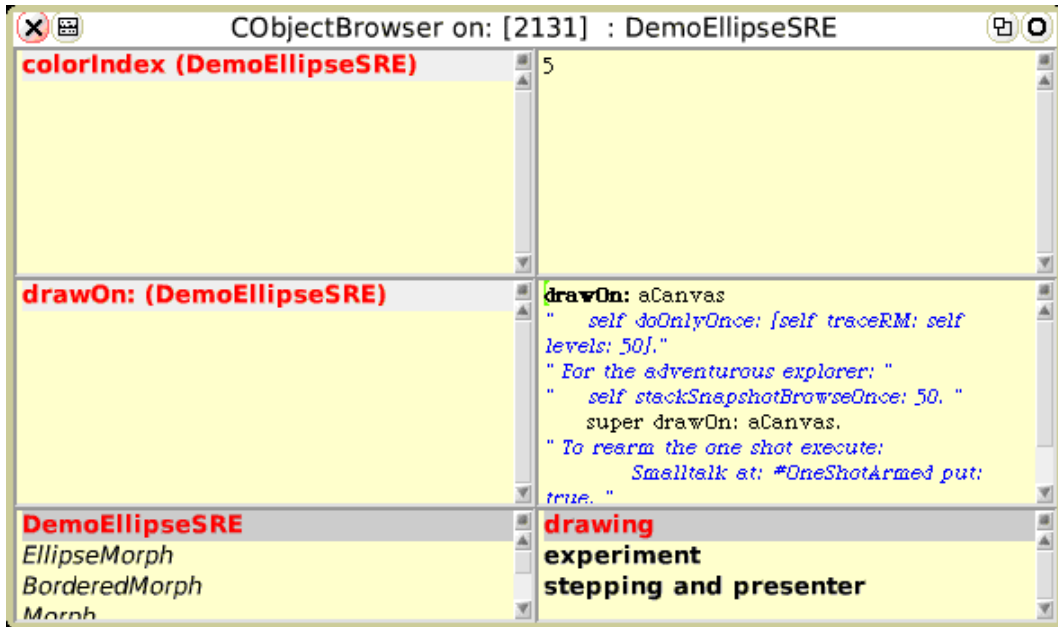 CObjectBrowser on: [2131] : DemoEllipseSRE
colorIndex (DemoEllipseSRE)
5
drawOn: (DemoEllipseSRE)
drawOn: aCanvas
" self doOnlyOnce: [self traceRM: self
levels: 50]."
" For the adventurous explorer: "
" self stackSnapshotBrowseOnce: 50. "
super drawOn: aCanvas.
" To rearm the one shot execute:
Smalltalk at: #OneShotArmed put:
true. "
DemoEllipseSRE
EllipseMorph
BorderedMorph
Morph
drawing
experiment
stepping and presenter